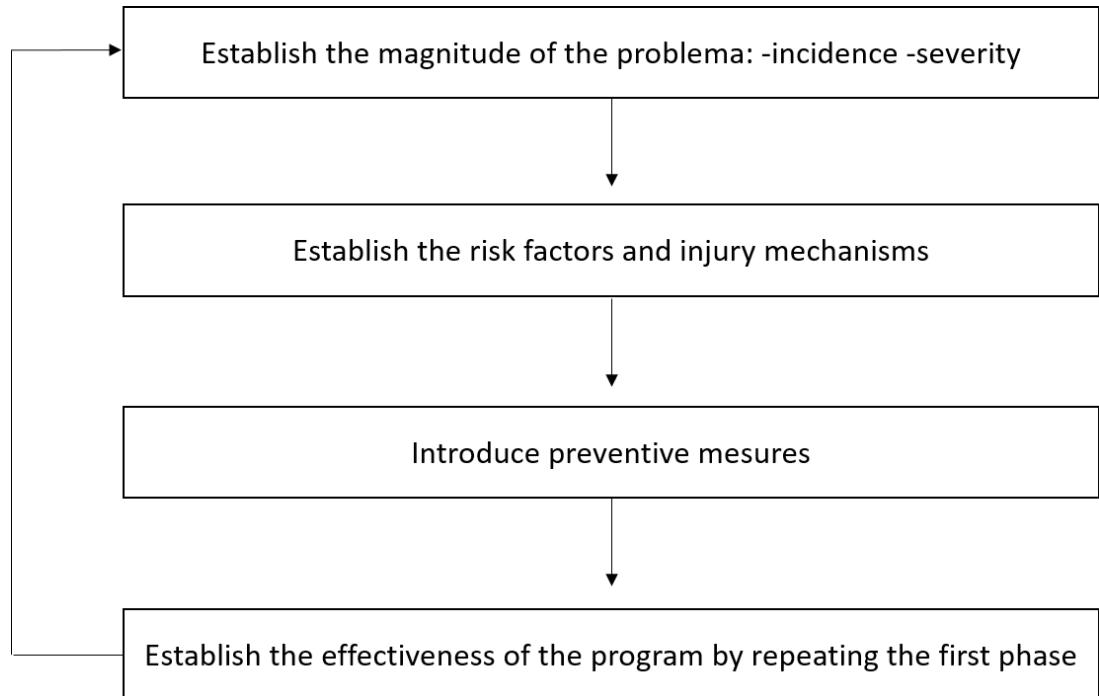 Establish the magnitude of the problema: -incidence -severity
Establish the risk factors and injury mechanisms
Introduce preventive mesures
Establish the effectiveness of the program by repeating the first phase